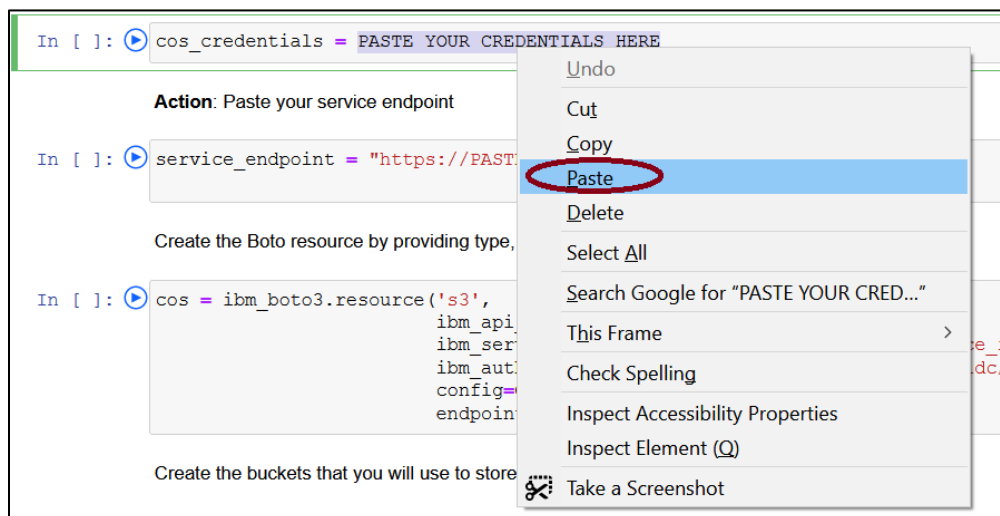 In [ ]: cos_credentials = PASTE YOUR CREDENTIALS HERE
Undo
Action: Paste your service endpoint
Cut
Copy
In [ ]: service_endpoint = "https://PAST
Paste
Delete
Create the Boto resource by providing type,
Select All
Search Google for “PASTE YOUR CRED...”
In [ ]: cos = ibm_boto3.resource('s3',
ibm_api
This Frame
ibm_ser
ibm_aut
dc/
Check Spelling
config=
endpoin
Inspect Accessibility Properties
Inspect Element (Q)
Create the buckets that you will use to store
Take a Screenshot